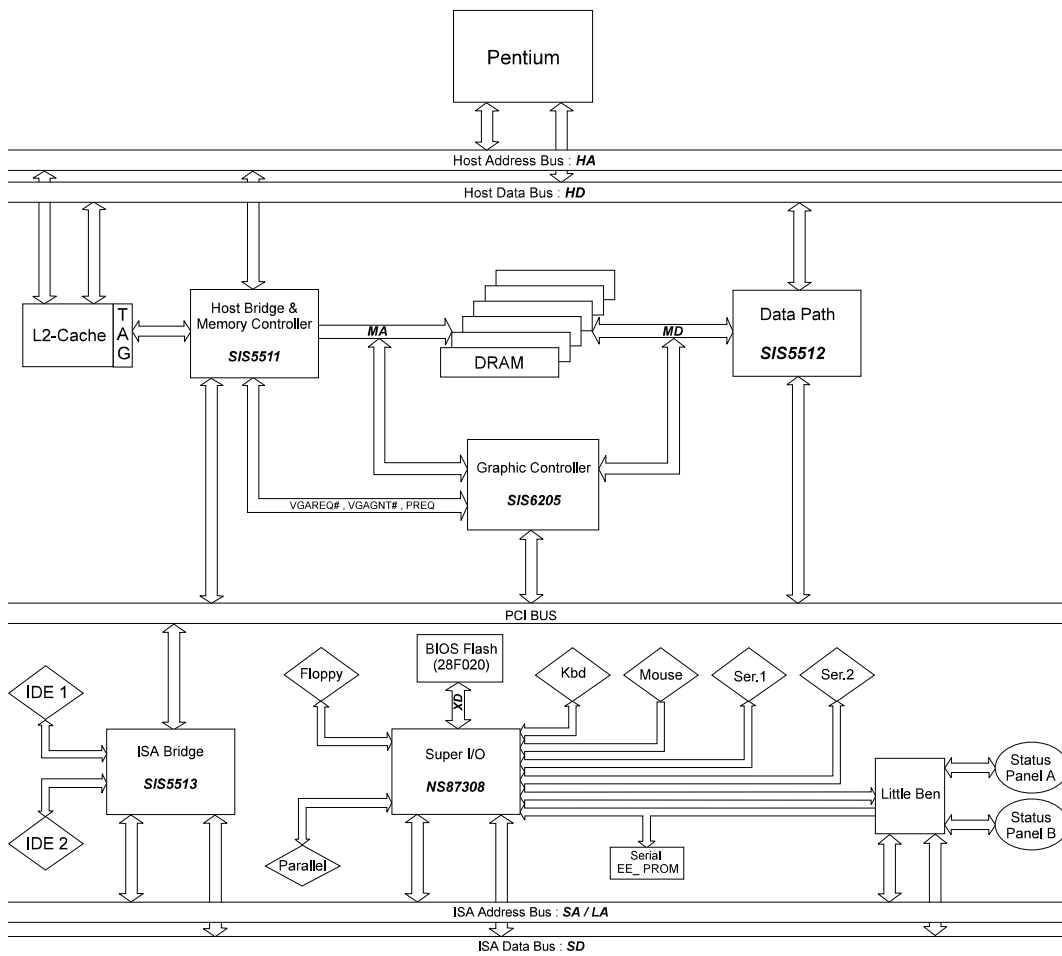 Pentium
Host Address Bus : HA
Host Data Bus : HD
L2-Cache
T
A
G
Host Bridge &
Memory Controller
SIS5511
MA
DRAM
MD
Data Path
SIS5512
Graphic Controller
SIS6205
VGAREQ# , VGAGNT# , PREQ
PCI BUS
IDE 1
IDE 2
ISA Bridge
SIS5513
Floppy
Parallel
BIOS Flash
(28F020)
XD
Super I/O
NS87308
Kbd
Mouse
Ser.1
Ser.2
Serial
EE_ PROM
Little Ben
Status
Panel A
Status
Panel B
ISA Address Bus : SA / LA
ISA Data Bus : SD